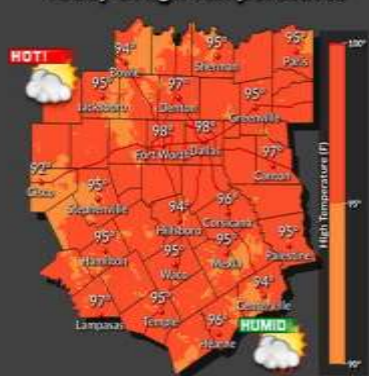 HOT!
94°
Bowie
95°
Sherman
95°
Paris
100°
95°
Jacksboro
97°
Denton
95°
Greenville
98°
Fort Worth
98°
Dallas
97°
Canton
92°
Cisco
95°
Stephenville
94°
Hillsboro
96°
Corsicana
95°
High Temperature (F)
95°
Hamilton
95°
Waco
95°
Mexia
95°
Palestine
97°
Lampasas
95°
Temple
94°
Centerville
96°
Hearne
HUMID
90°